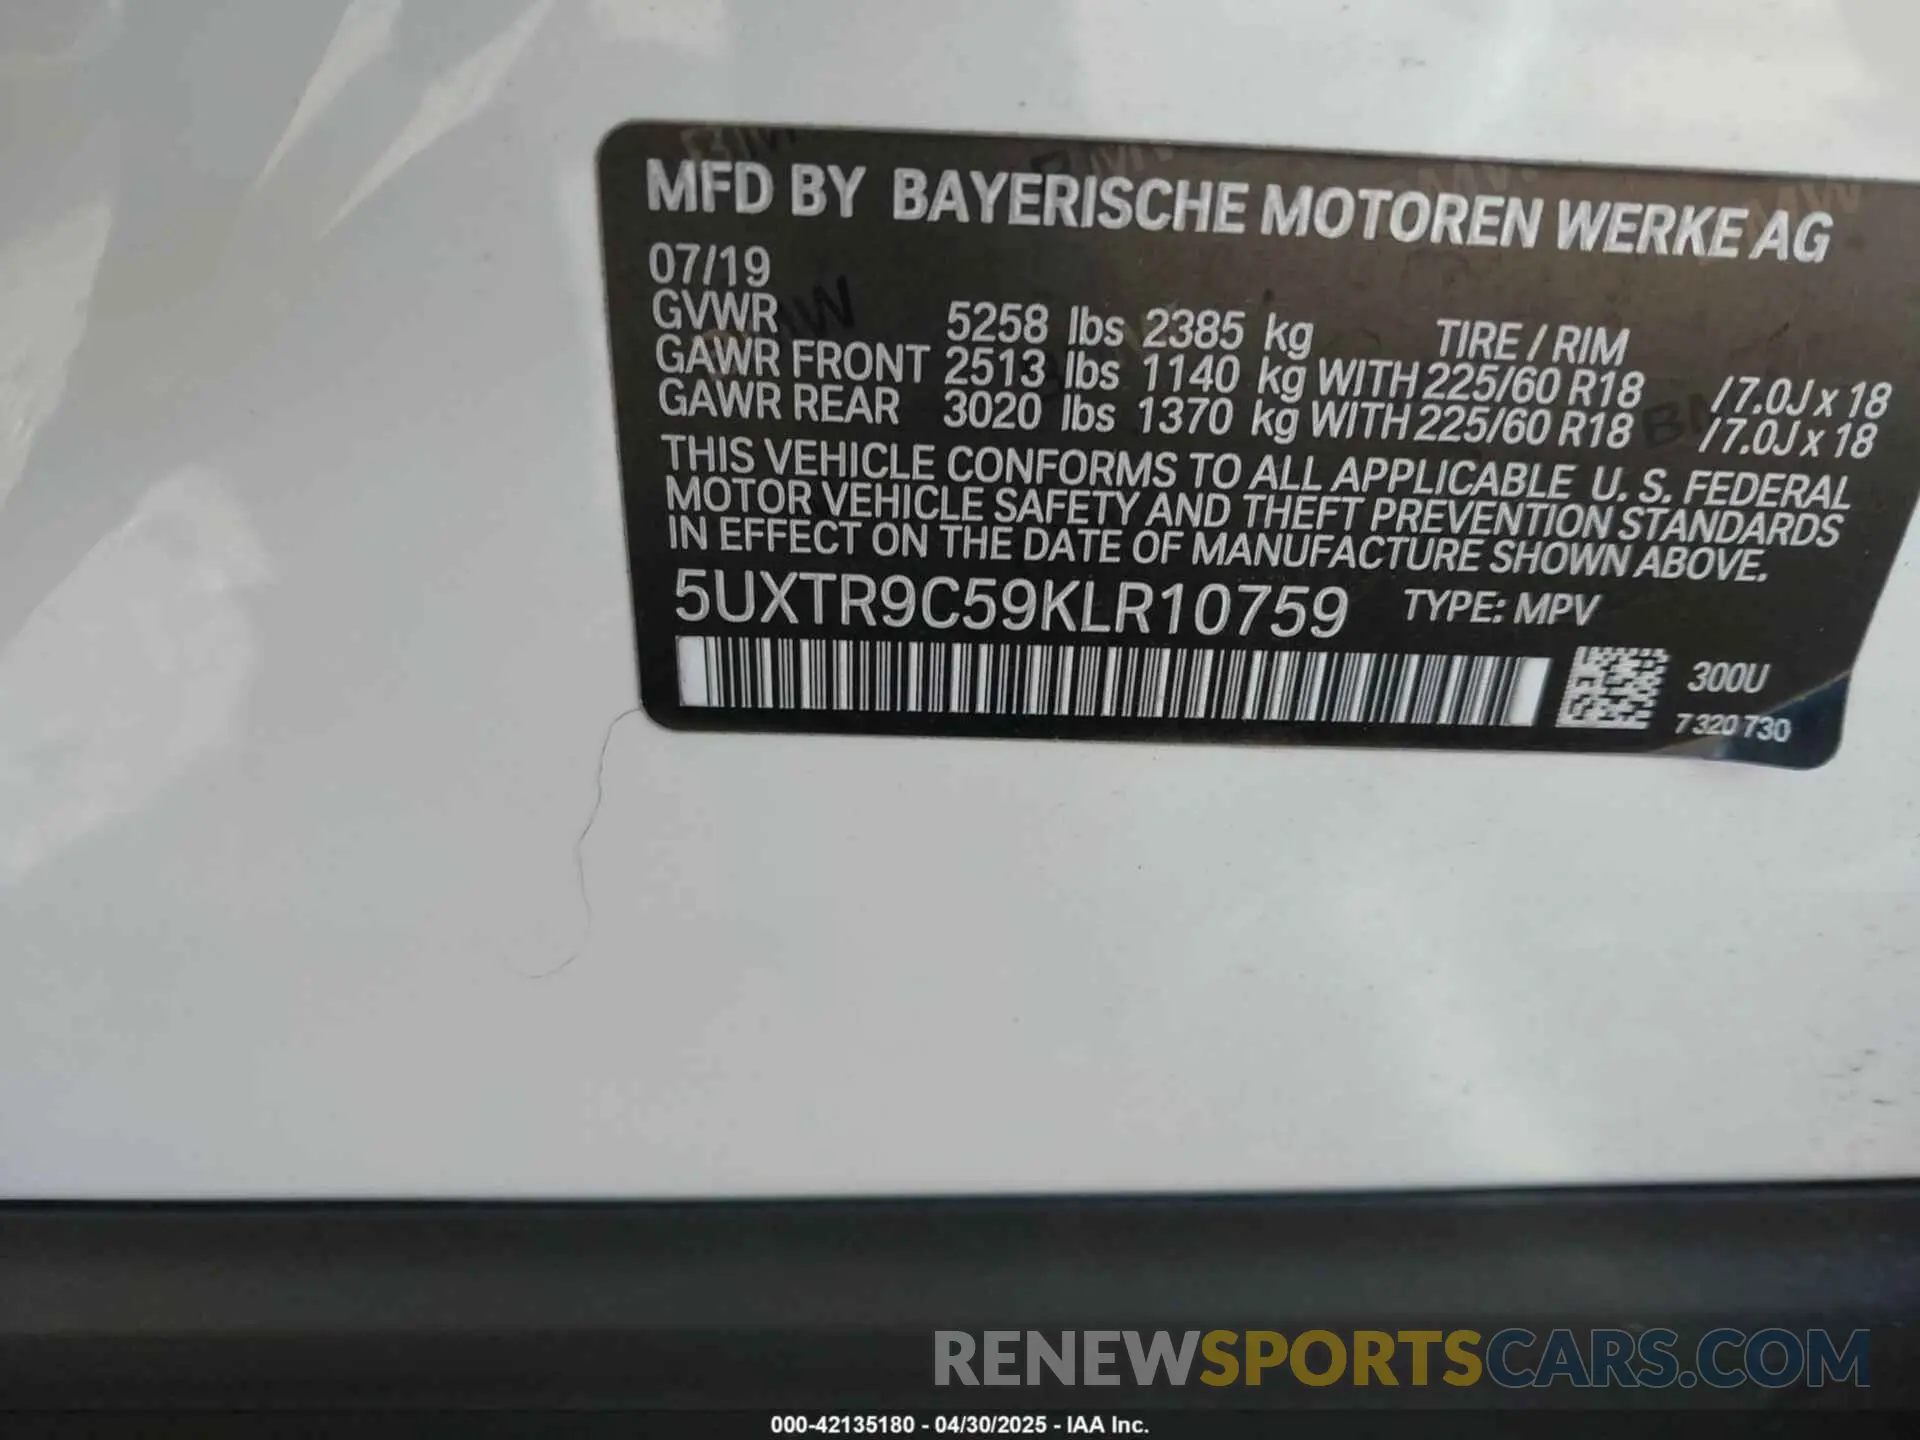 MFD BY BAYERISCHE MOTOREN WERKE AG
07/19
GVWR 5258 lbs 2385 kg TIRE / RIM
GAWR FRONT 2513 lbs 1140 kg WITH 225/60 R18 /7.0J x 18
GAWR REAR 3020 lbs 1370 kg WITH 225/60 R18 /7.0J x 18
THIS VEHICLE CONFORMS TO ALL APPLICABLE U. S. FEDERAL
MOTOR VEHICLE SAFETY AND THEFT PREVENTION STANDARDS
IN EFFECT ON THE DATE OF MANUFACTURE SHOWN ABOVE.
5UXTR9C59KLR10759 TYPE: MPV
300U
7 320 730
RENEWSPORTSCARS.COM
000-42135180 - 04/30/2025 - IAA Inc.